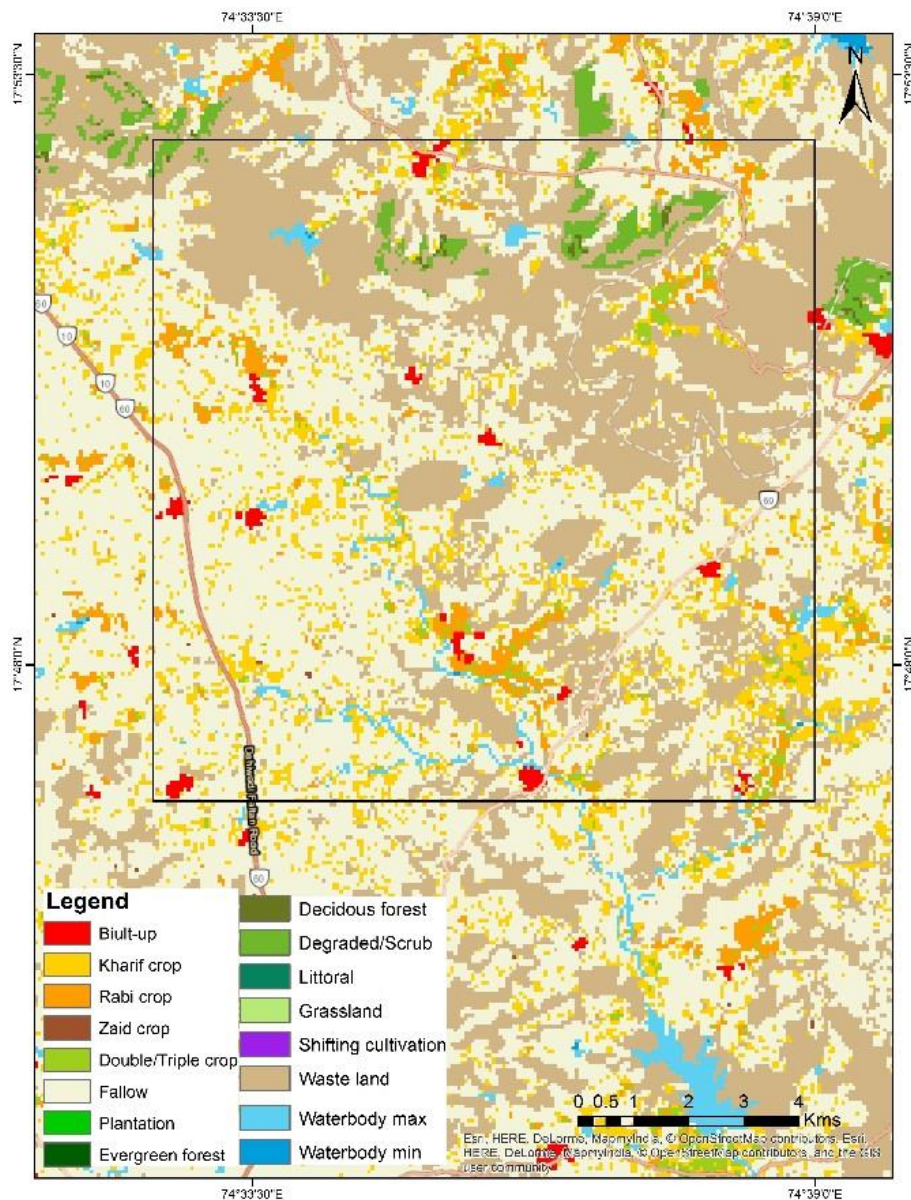 74°33'30"E 74°39'0"E
17°53'30"N 17°53'30"N
N
60
10
10
60
60
60
17°48'0"N 17°48'0"N
60
Legend
Biult-up
Kharif crop
Rabi crop
Zaid crop
Double/Triple crop
Fallow
Plantation
Evergreen forest
Decidous forest
Degraded/Scrub
Littoral
Grassland
Shifting cultivation
Waste land
Waterbody max
Waterbody min
0 0.5 1 2 3 4
Kms
Esri, HERE, DeLorme, MapmyIndia, © OpenStreetMap contributors, Esri,
HERE, DeLorme, MapmyIndia, © OpenStreetMap contributors, and the GIS
user community
74°33'30"E 74°39'0"E